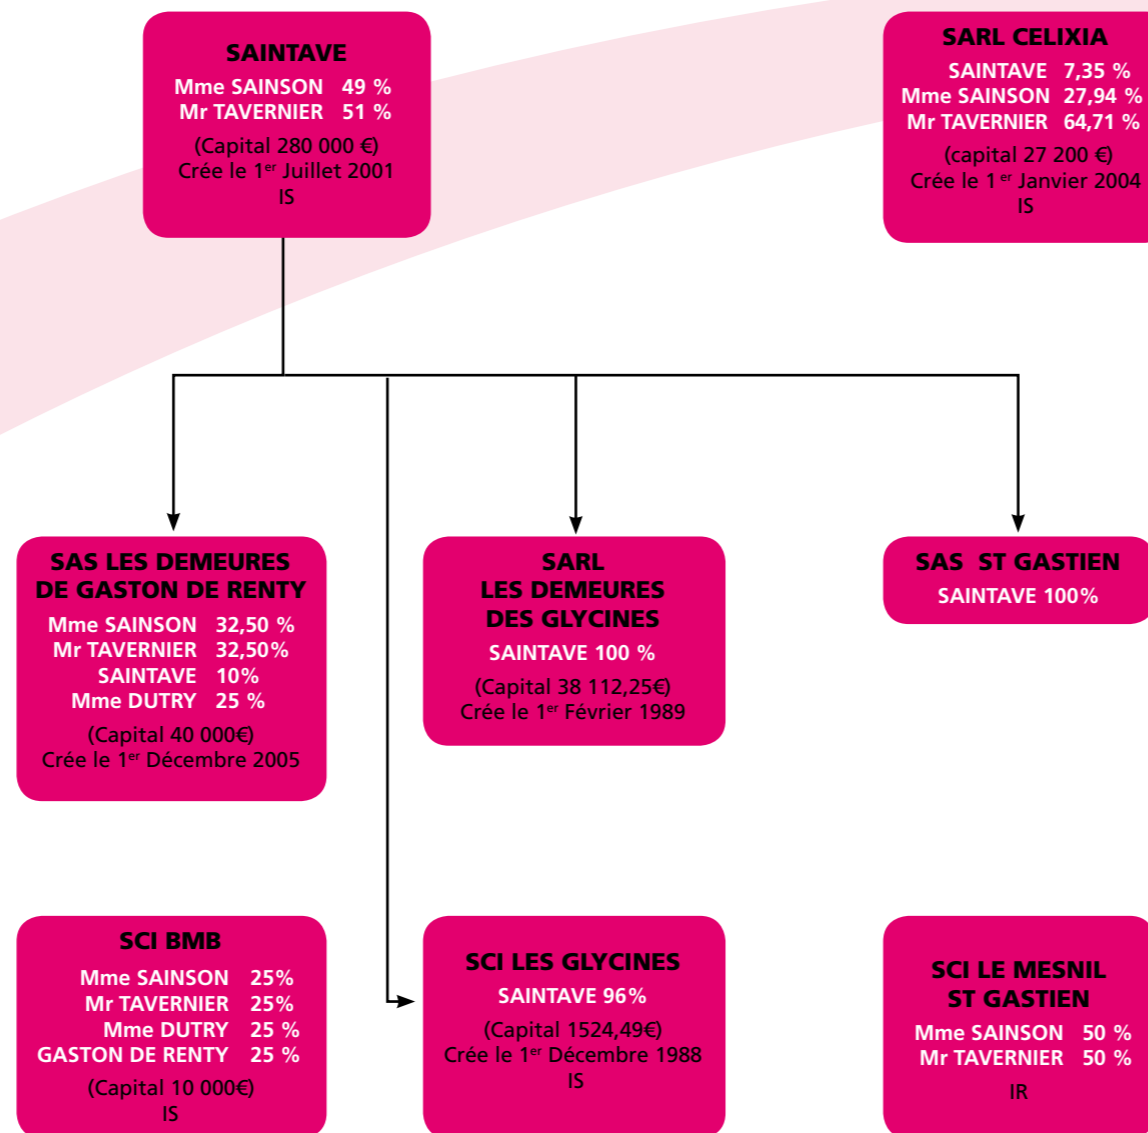 SAINTAVE
Mme SAINSON 49 %
Mr TAVERNIER 51 %
(Capital 280 000 €)
Crée le 1er Juillet 2001
IS
SARL CELIXIA
SAINTAVE 7,35 %
Mme SAINSON 27,94 %
Mr TAVERNIER 64,71 %
(capital 27 200 €)
Crée le 1er Janvier 2004
IS
SAS LES DEMEURES
DE GASTON DE RENTY
Mme SAINSON 32,50 %
Mr TAVERNIER 32,50%
SAINTAVE 10%
Mme DUTRY 25 %
(Capital 40 000€)
Crée le 1er Décembre 2005
SARL
LES DEMEURES
DES GLYCINES
SAINTAVE 100 %
(Capital 38 112,25€)
Crée le 1er Février 1989
SAS ST GASTIEN
SAINTAVE 100%
SCI BMB
Mme SAINSON 25%
Mr TAVERNIER 25%
Mme DUTRY 25 %
GASTON DE RENTY 25 %
(Capital 10 000€)
IS
SCI LES GLYCINES
SAINTAVE 96%
(Capital 1524,49€)
Crée le 1er Décembre 1988
IS
SCI LE MESNIL
ST GASTIEN
Mme SAINSON 50 %
Mr TAVERNIER 50 %
IR